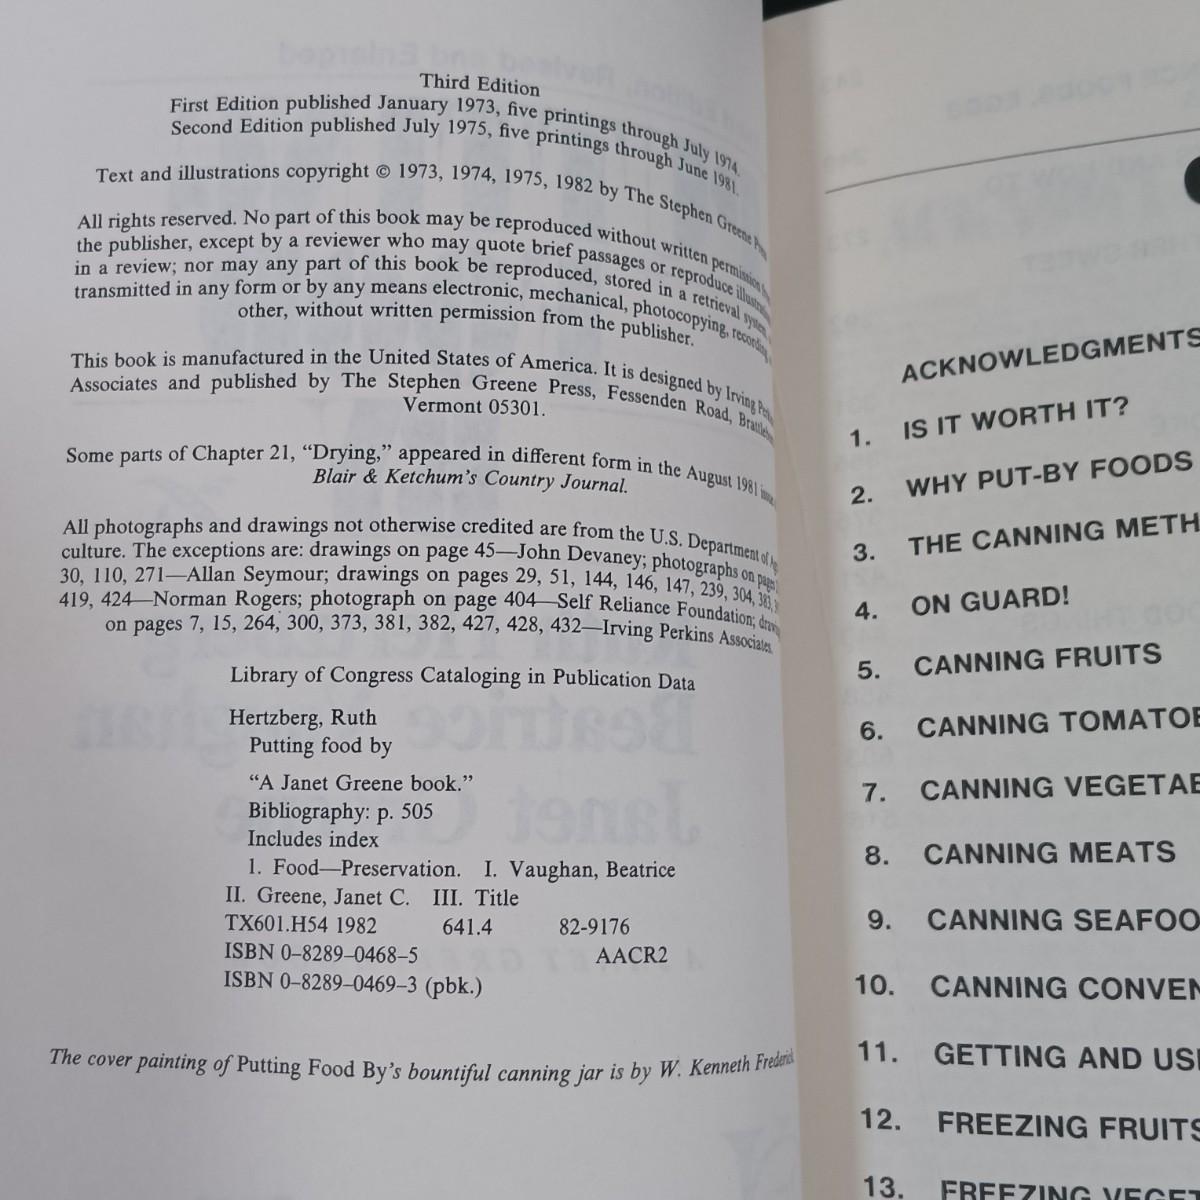 Third Edition
First Edition published January 1973, five printings through July 1974.
Second Edition published July 1975, five printings through June 1981.
Text and illustrations copyright © 1973, 1974, 1975, 1982 by The Stephen Greene Press
All rights reserved. No part of this book may be reproduced without written permission
the publisher, except by a reviewer who may quote brief passages or reproduce
in a review; nor may any part of this book be reproduced, stored in a retrieval
transmitted in any form or by any means electronic, mechanical, photocopying, recording,
other, without written permission from the publisher.
This book is manufactured in the United States of America. It is designed by Irving
Associates and published by The Stephen Greene Press, Fessenden Road,
Vermont 05301.
Some parts of Chapter 21, “Drying,” appeared in different form in the August 1981
Blair & Ketchum’s Country Journal.
All photographs and drawings not otherwise credited are from the U.S. Department of
culture. The exceptions are: drawings on page 45—John Devaney; photographs on
30, 110, 271—Allan Seymour; drawings on pages 29, 51, 144, 146, 147, 239, 304,
419, 424—Norman Rogers; photograph on page 404—Self Reliance Foundation;
on pages 7, 15, 264, 300, 373, 381, 382, 427, 428, 432—Irving Perkins Associates.
Library of Congress Cataloging in Publication Data
Hertzberg, Ruth
Putting food by
“A Janet Greene book.”
Bibliography: p. 505
Includes index
1. Food—Preservation. I. Vaughan, Beatrice
II. Greene, Janet C. III. Title
TX601.H54 1982 641.4 82-9176
ISBN 0–8289–0468–5 AACR2
ISBN 0–8289–0469–3 (pbk.)
The cover painting of Putting Food By’s bountiful canning jar is by W. Kenneth
ACKNOWLEDGMENTS
1. IS IT WORTH IT?
2. WHY PUT-BY FOODS
3. THE CANNING METH
4. ON GUARD!
5. CANNING FRUITS
6. CANNING TOMATOE
7. CANNING VEGETAB
8. CANNING MEATS
9. CANNING SEAFOO
10. CANNING CONVEN
11. GETTING AND USI
12. FREEZING FRUITS
13. FREEZING VEGET